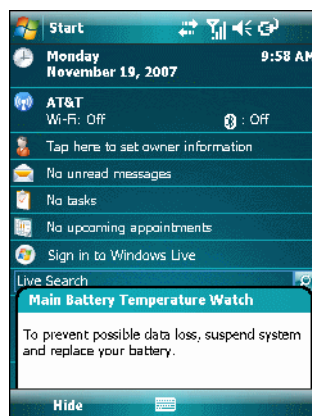 Start
Monday 9:58 AM
November 19, 2007
AT&T
Wi-Fi: Off : Off
Tap here to set owner information
No unread messages
No tasks
No upcoming appointments
Sign in to Windows Live
Live Search
Main Battery Temperature Watch
To prevent possible data loss, suspend system
and replace your battery.
Hide